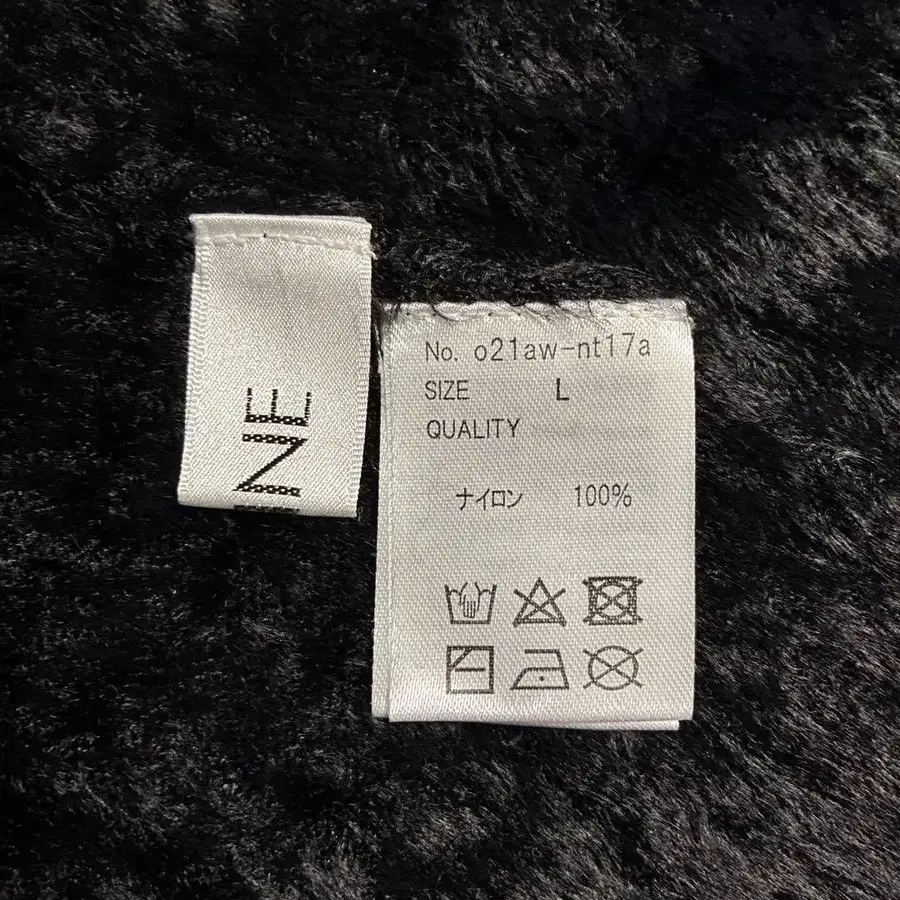 NE
No. o21aw-nt17a
SIZE L
QUALITY
ナイロン 100%